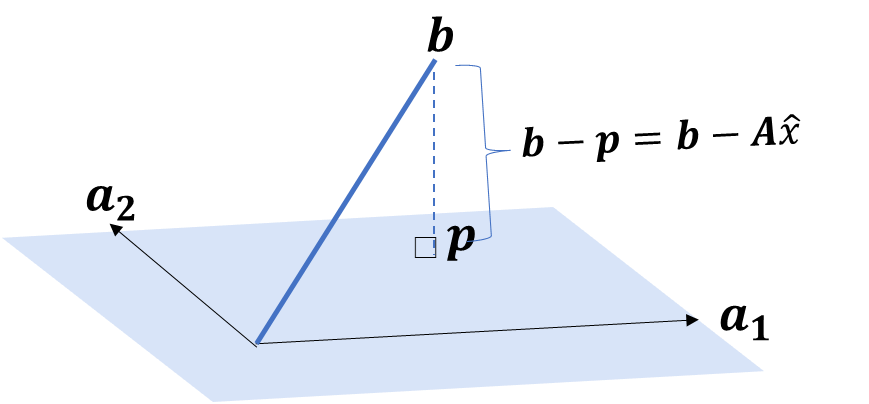 b
b − p = b − Ax̂
a₂
p
a₁